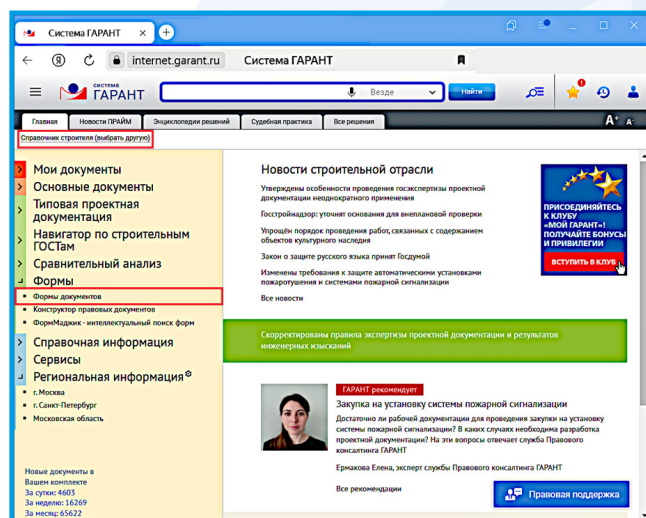 Система ГАРАНТ
internet.garant.ru Система ГАРАНТ
система
ГАРАНТ
Везде
Найти
Главная
Новости ПРАЙМ
Энциклопедии решений
Судебная практика
Все решения
А+ А-
Справочник строителя (выбрать другую)
Мои документы
Основные документы
Типовая проектная
документация
Навигатор по строительным
ГОСТам
Сравнительный анализ
Формы
Формы документов
Конструктор правовых документов
ФормМаджик - интеллектуальный поиск форм
Справочная информация
Сервисы
Региональная информация
г. Москва
г. Санкт-Петербург
Московская область
Новые документы в
Вашем комплекте
За сутки: 4603
За неделю: 16269
За месяц: 65622
Новости строительной отрасли
Утверждены особенности проведения госэкспертизы проектной
документации неоднократного применения
Госстройнадзор: уточнят основания для внеплановой проверки
Упрощён порядок проведения работ, связанных с содержанием
объектов культурного наследия
Закон о защите русского языка принят Госдумой
Изменены требования к защите автоматическими установками
пожаротушения и системами пожарной сигнализации
Все новости
ПРИСОЕДИНЯЙТЕСЬ
К КЛУБУ
«МОЙ ГАРАНТ»!
ПОЛУЧАЙТЕ БОНУСЫ
И ПРИВИЛЕГИИ
ВСТУПИТЬ В КЛУБ
Скорректированы правила экспертизы проектной документации и результатов
инженерных изысканий
ГАРАНТ рекомендует
Закупка на установку системы пожарной сигнализации
Достаточно ли рабочей документации для проведения закупки на установку
системы пожарной сигнализации? В каких случаях необходима разработка
проектной документации? На эти вопросы отвечает служба Правового
консалтинга ГАРАНТ
Ермакова Елена, эксперт службы Правового консалтинга ГАРАНТ
Все рекомендации
Правовая поддержка